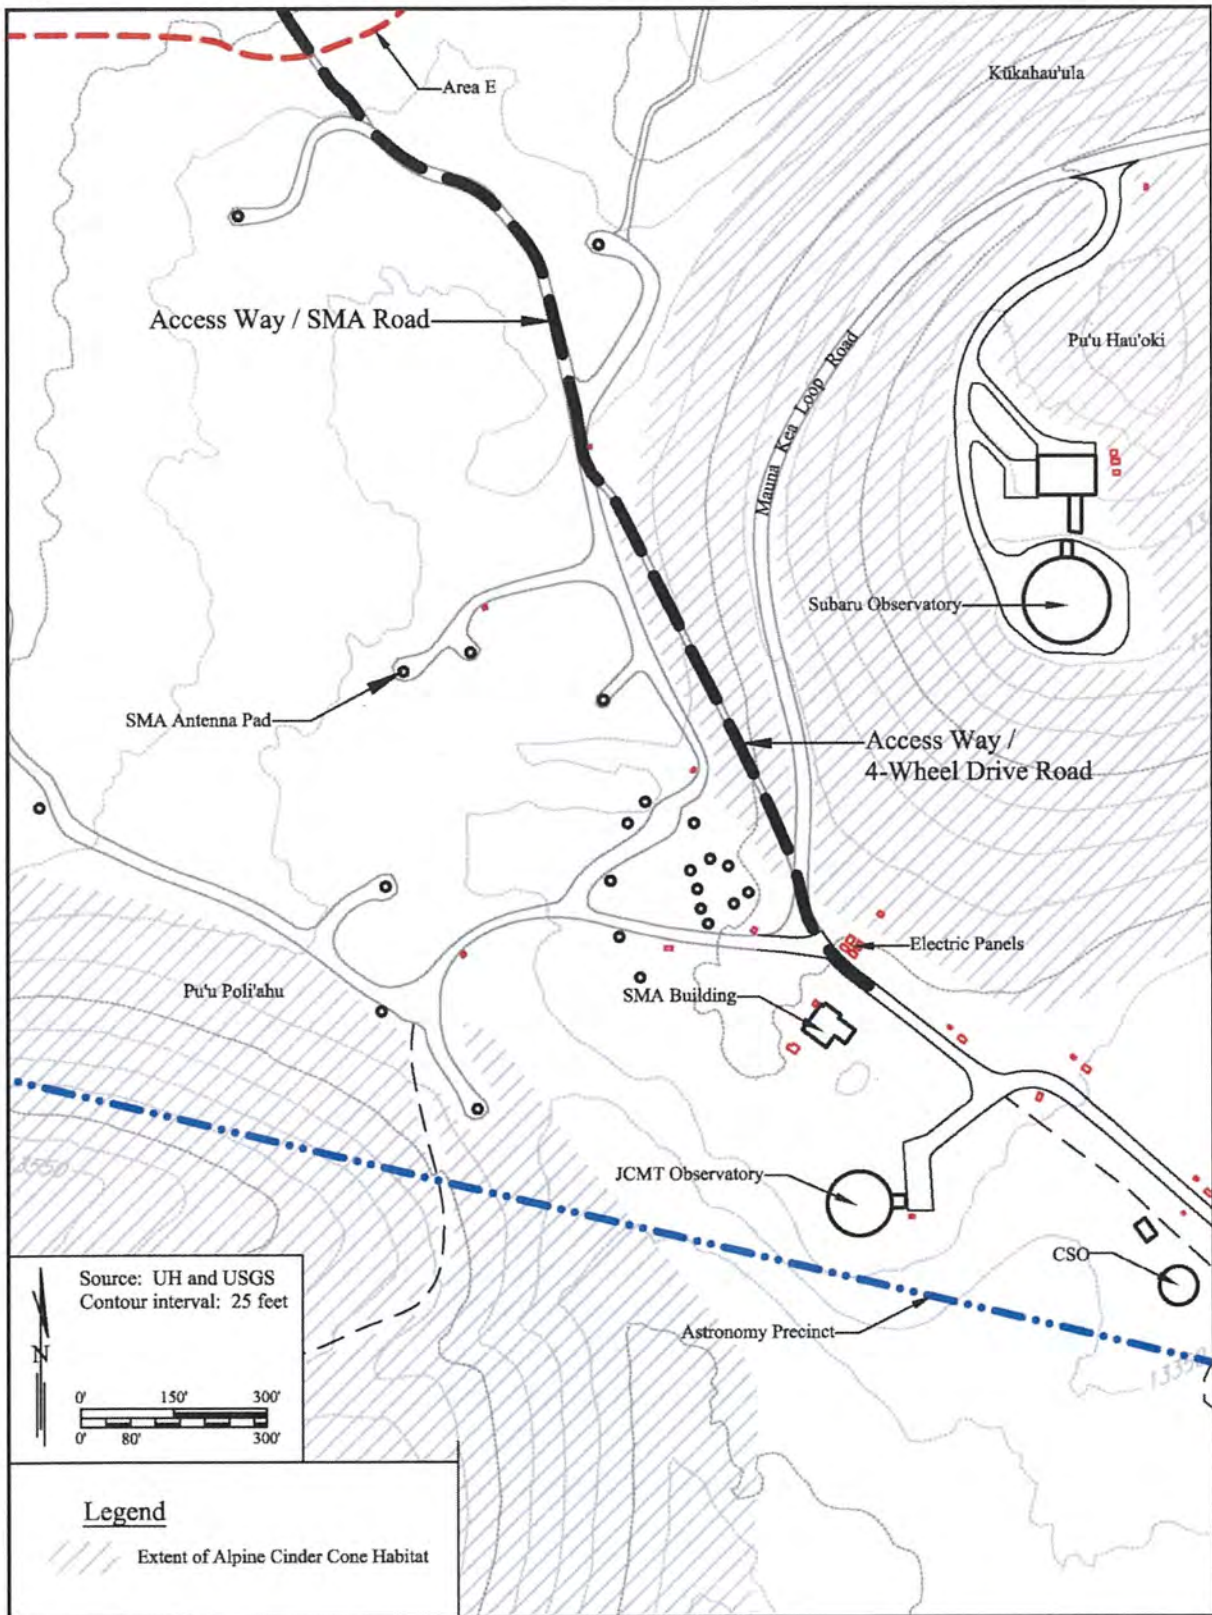 Kūkahau'ula
Area E
Access Way / SMA Road
Pu'u Hau'oki
Mauna Kea Loop Road
Subaru Observatory
SMA Antenna Pad
Access Way /
4-Wheel Drive Road
Electric Panels
Pu'u Poli'ahu
SMA Building
13550
JCMT Observatory
CSO
Astronomy Precinct
13350
Source: UH and USGS
Contour interval: 25 feet
N
0' 150' 300'
0' 80' 300'
Legend
Extent of Alpine Cinder Cone Habitat